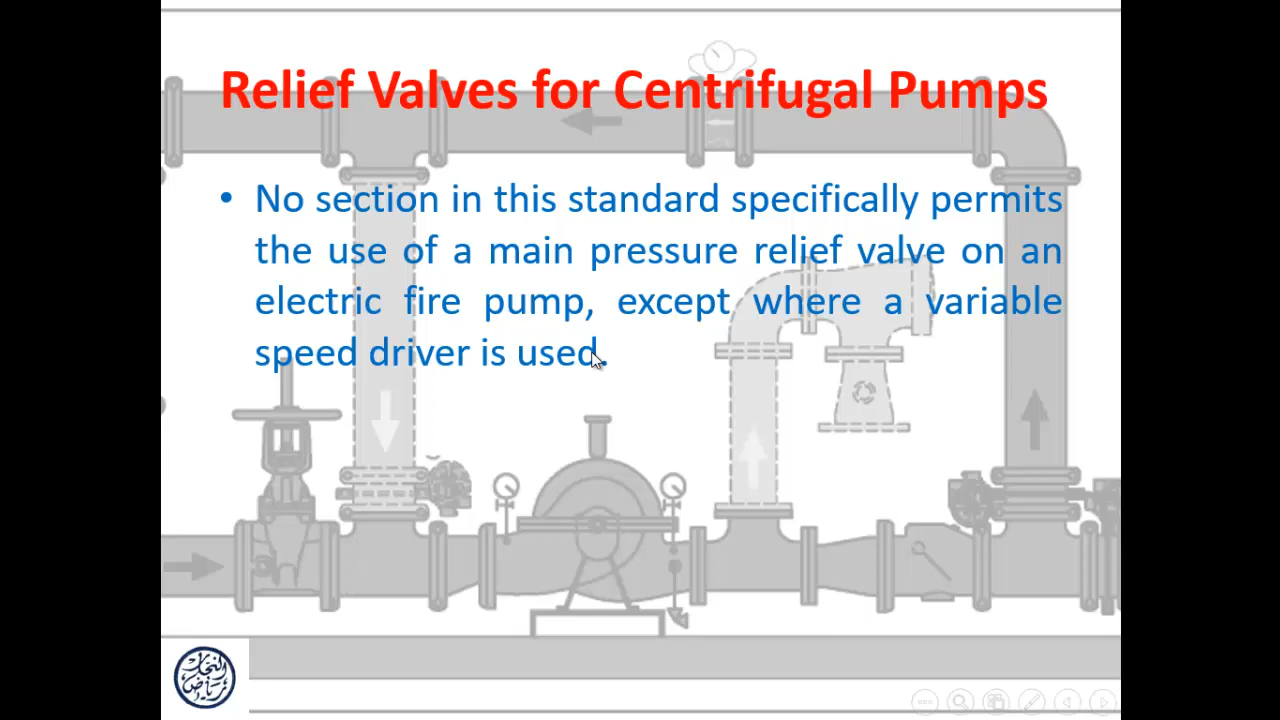 Relief Valves for Centrifugal Pumps
• No section in this standard specifically permits
the use of a main pressure relief valve on an
electric fire pump, except where a variable
speed driver is used.